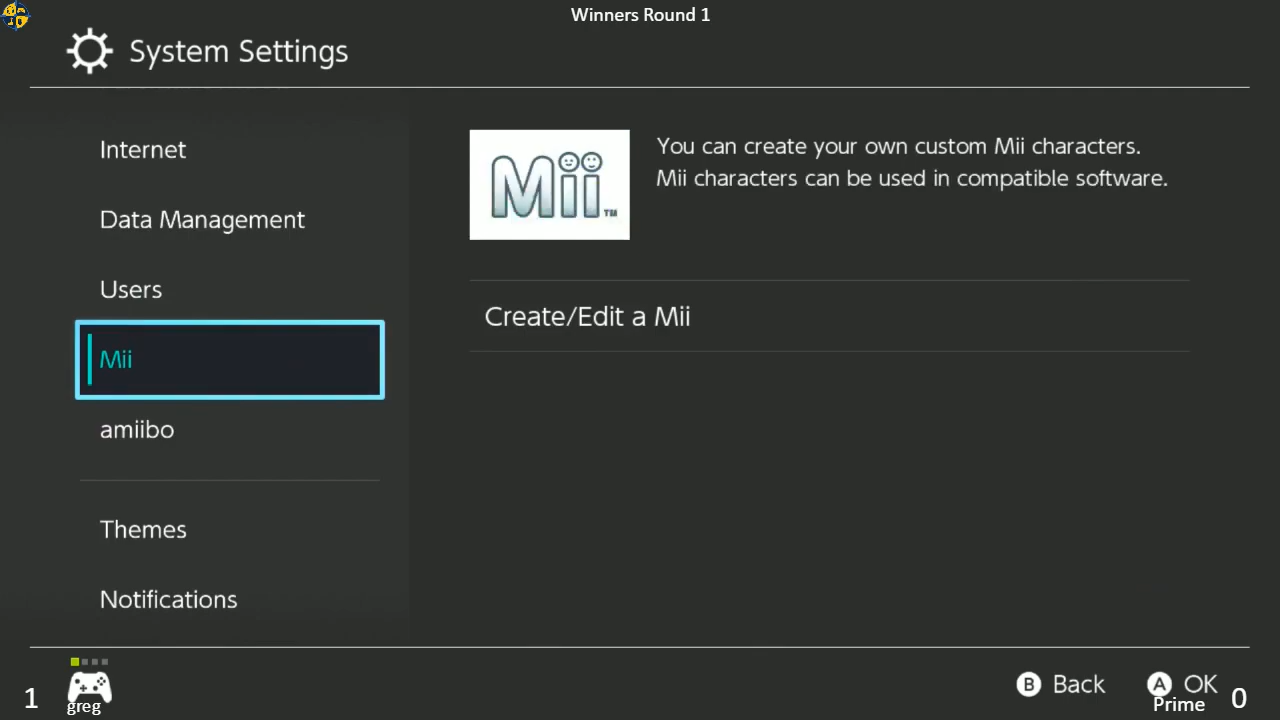 Winners Round 1
System Settings
Internet
Data Management
Users
Mii
amiibo
Themes
Notifications
Mii™
You can create your own custom Mii characters.
Mii characters can be used in compatible software.
Create/Edit a Mii
1
greg
B Back
A OK
Prime
0